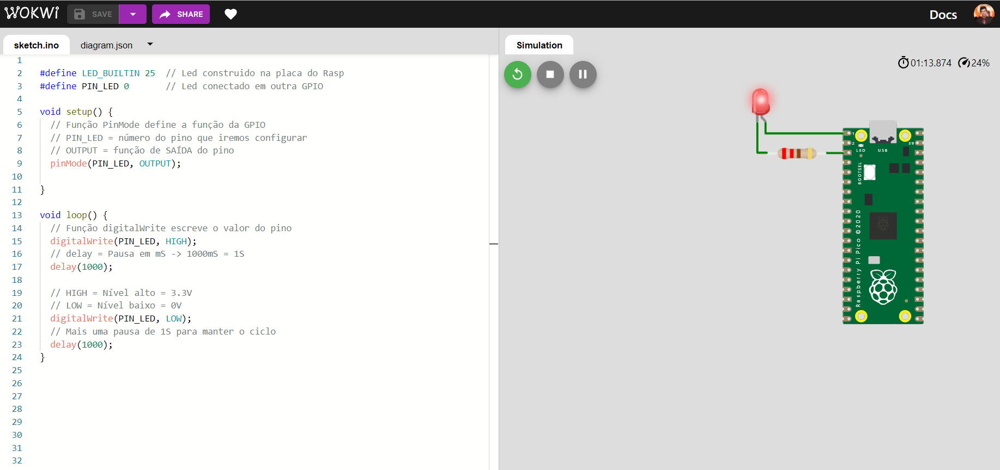 WOKWI SAVE SHARE Docs
sketch.ino diagram.json Simulation
01:13.874 24%
1
2 #define LED_BUILTIN 25  // Led construido na placa do Rasp
3 #define PIN_LED 0       // Led conectado em outra GPIO
4
5 void setup() {
6   // Função PinMode define a função da GPIO
7   // PIN_LED = número do pino que iremos configurar
8   // OUTPUT = função de SAÍDA do pino
9   pinMode(PIN_LED, OUTPUT);
10
11 }
12
13 void loop() {
14   // Função digitalWrite escreve o valor do pino
15   digitalWrite(PIN_LED, HIGH);
16   // delay = Pausa em mS -> 1000mS = 1S
17   delay(1000);
18
19   // HIGH = Nível alto = 3.3V
20   // LOW = Nível baixo = 0V
21   digitalWrite(PIN_LED, LOW);
22   // Mais uma pausa de 1S para manter o ciclo
23   delay(1000);
24 }
25
26
27
28
29
30
31
32
1
2 39
LED USB
BOOTSEL
Raspberry Pi Pico ©2020